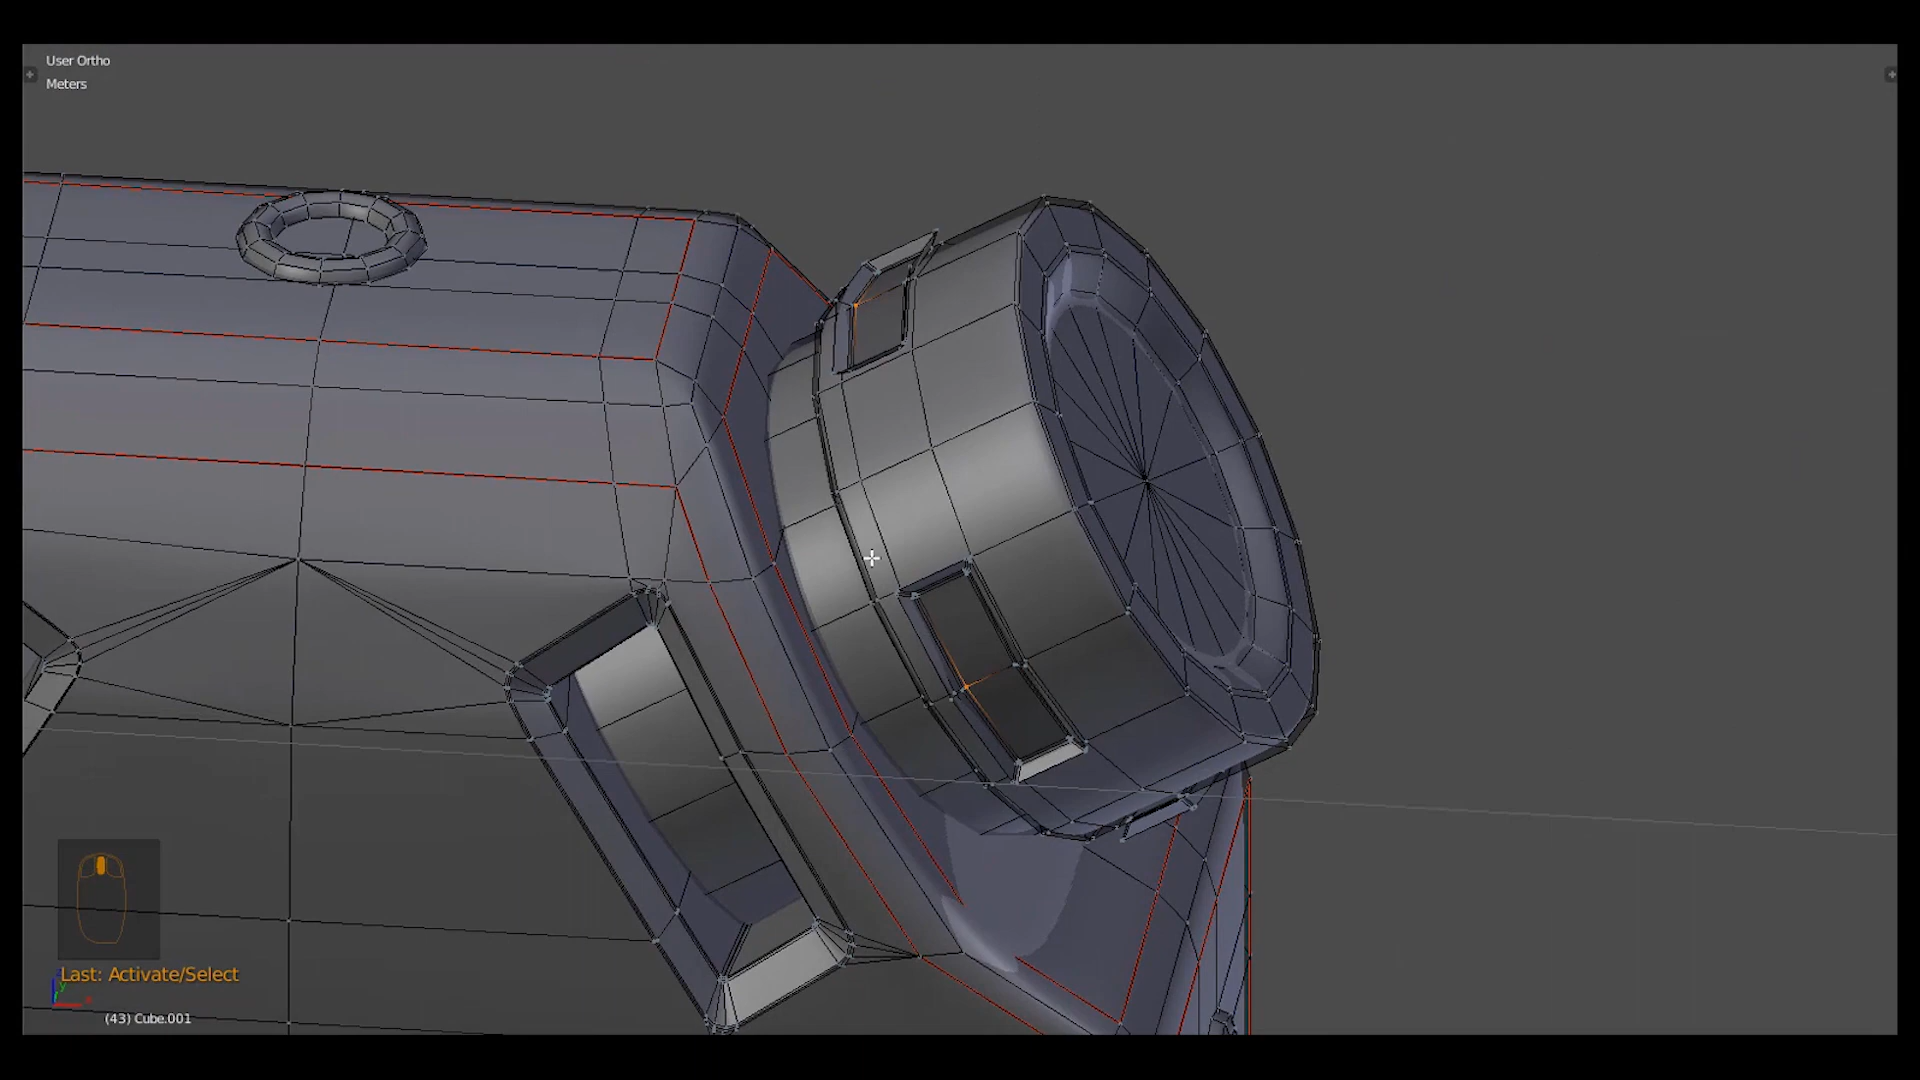 User Ortho
Meters
Last: Activate/Select
y
(43) Cube.001